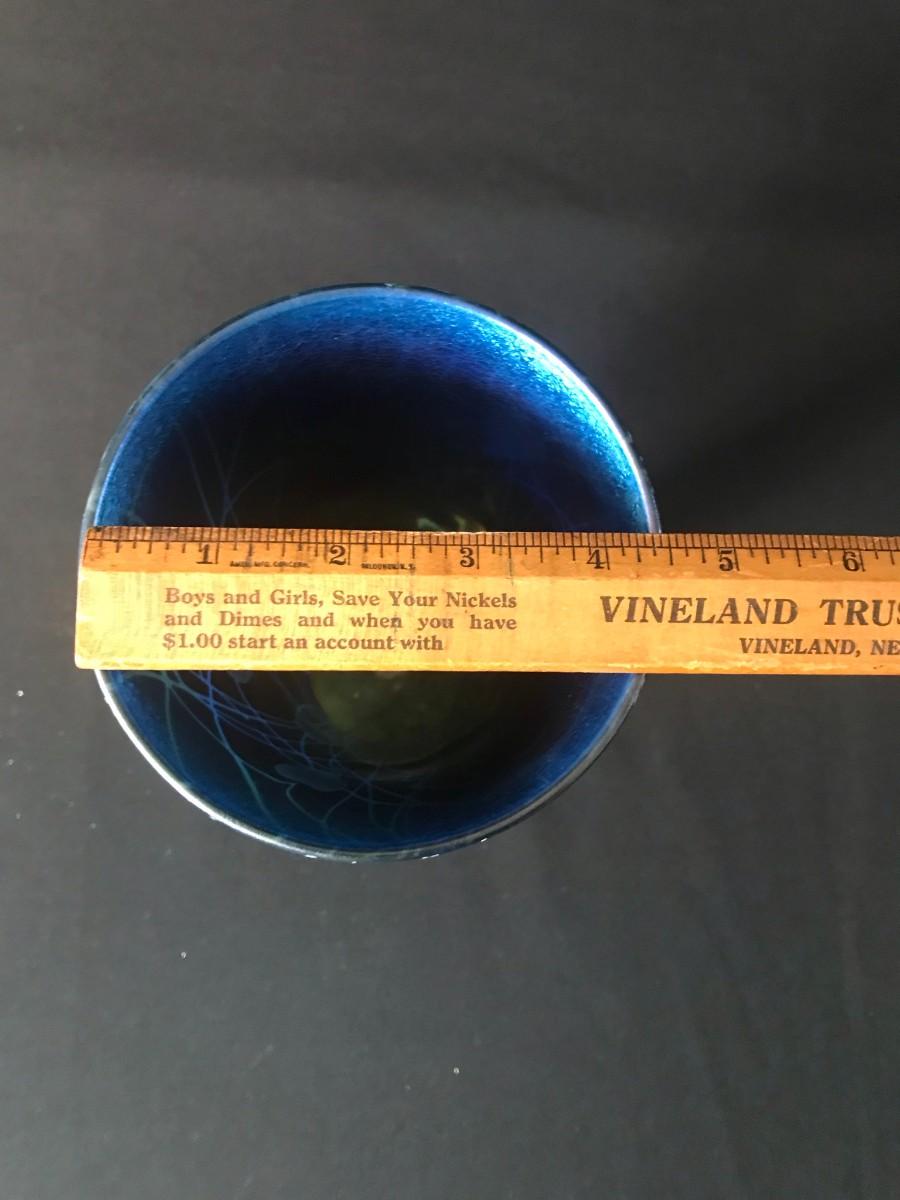 1 2 3 4 5 6
Boys and Girls, Save Your Nickels
and Dimes and when you have
$1.00 start an account with
VINELAND TRUS
VINELAND, NE